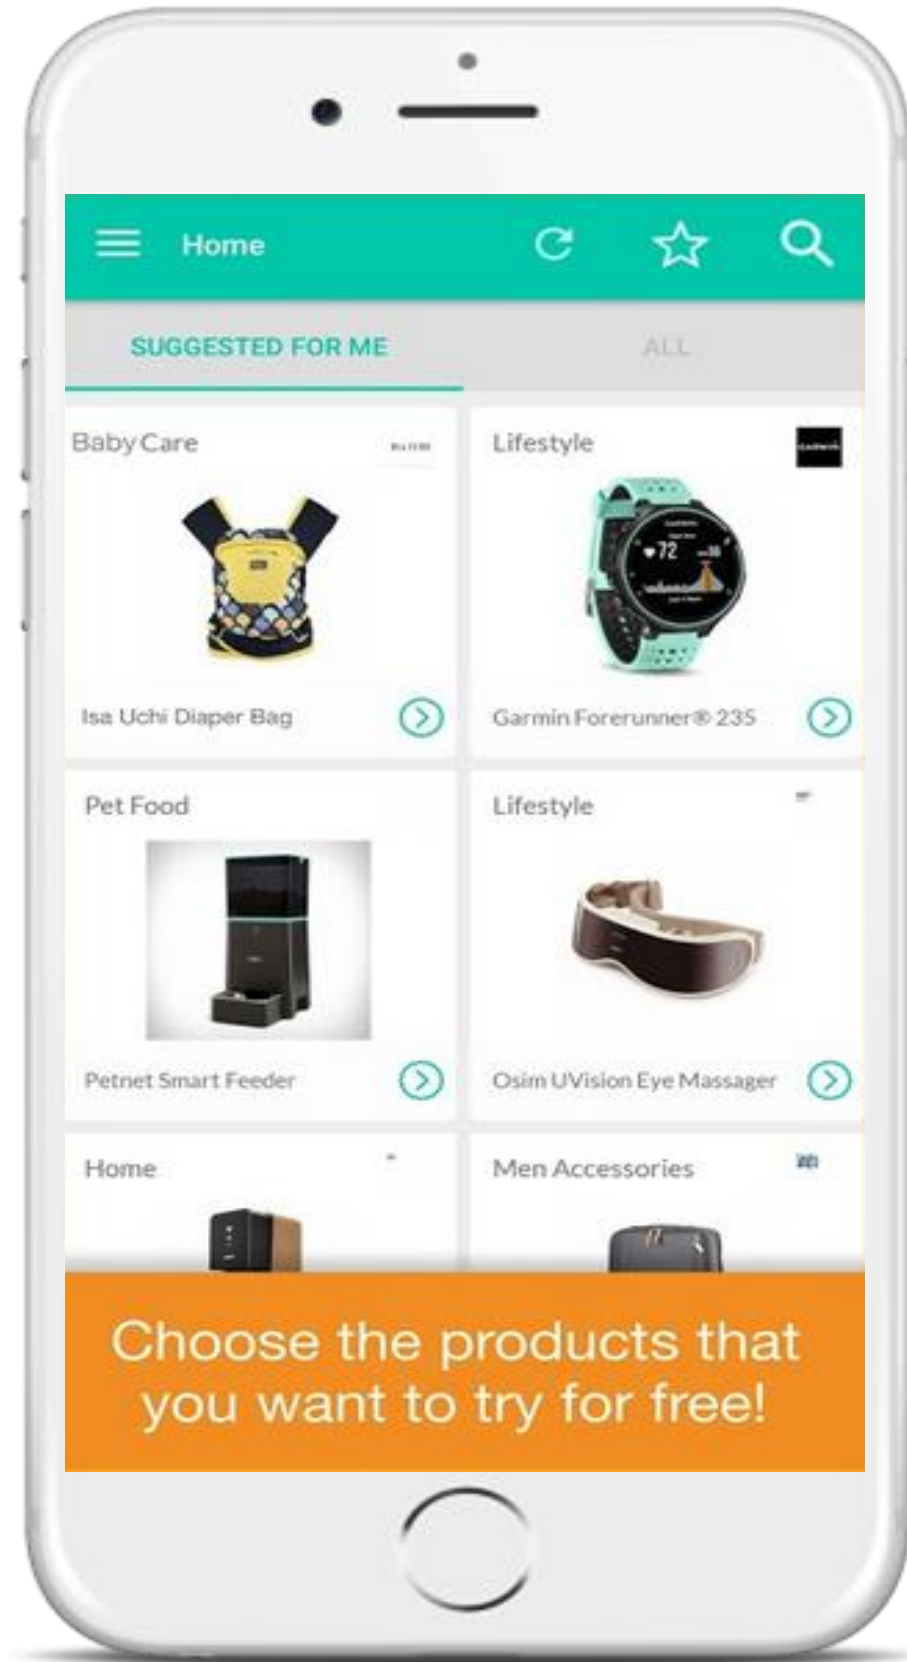 Home
SUGGESTED FOR ME
ALL
Baby Care
Lifestyle
GARMIN
72
Isa Uchi Diaper Bag
Garmin Forerunner® 235
Pet Food
Lifestyle
Petnet Smart Feeder
Osim UVision Eye Massager
Home
Men Accessories
Choose the products that
you want to try for free!